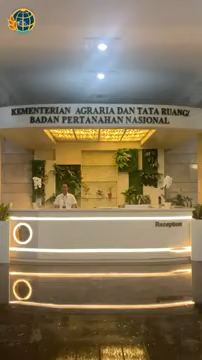 KEMENTERIAN AGRARIA DAN TATA RUANG/
BADAN PERTANAHAN NASIONAL
Reception